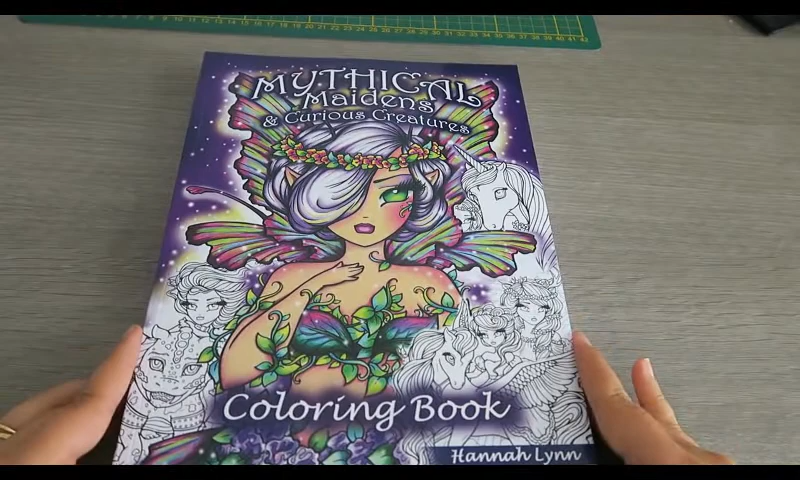 MYTHICAL
Maidens
& Curious Creatures
Coloring Book
Hannah Lynn